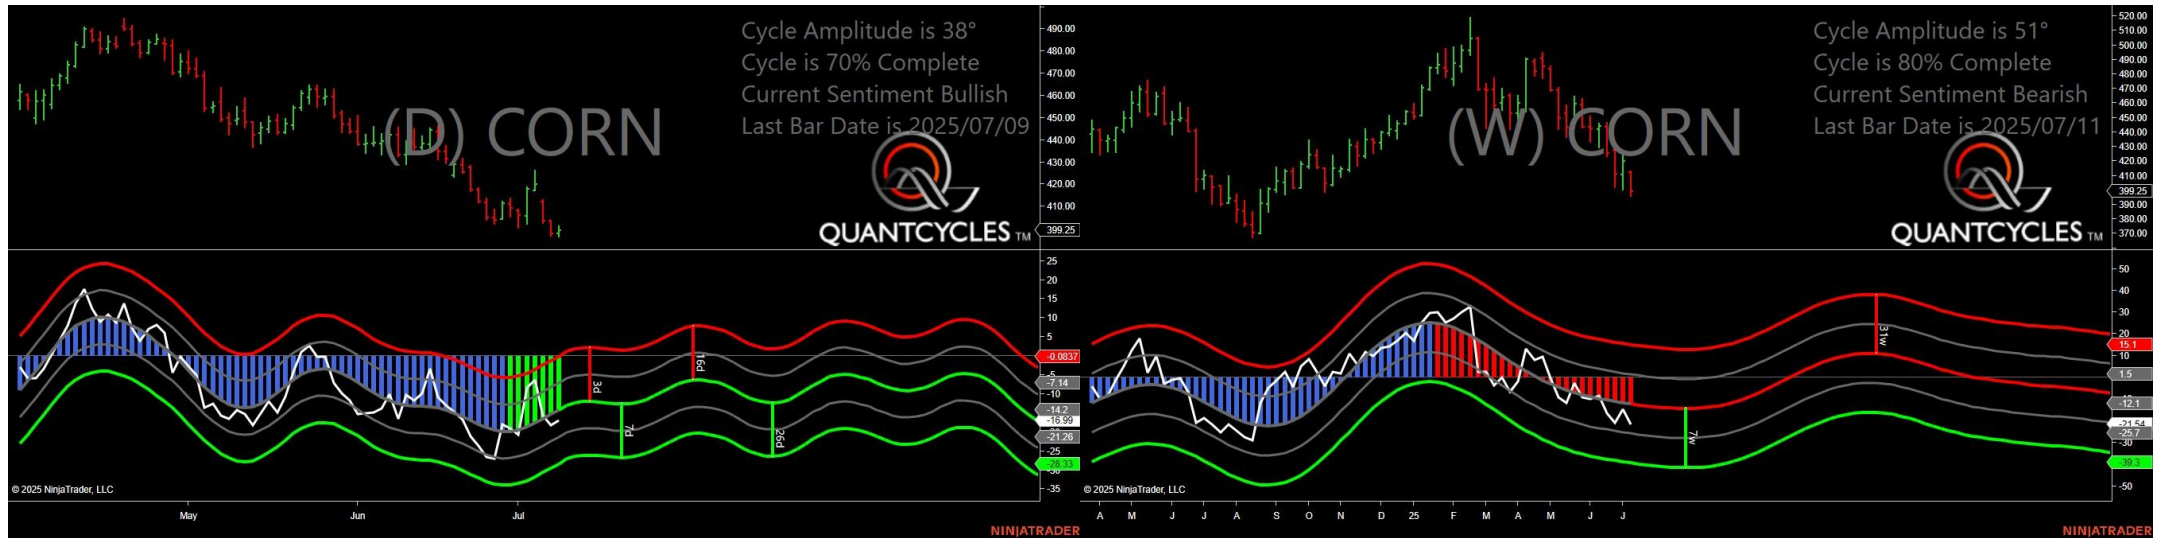 Cycle Amplitude is 38°
Cycle is 70% Complete
Current Sentiment Bullish
Last Bar Date is 2025/07/09
(D) CORN
QUANTCYCLES TM
490.00
480.00
470.00
460.00
450.00
440.00
430.00
420.00
410.00
399.25
25
20
15
10
5
-0.0837
-5
-7.14
-10
-14.2
-16.99
-21.26
-25
-28.33
-35
3d
7d
16d
26d
© 2025 NinjaTrader, LLC
May Jun Jul
NINJATRADER
Cycle Amplitude is 51°
Cycle is 80% Complete
Current Sentiment Bearish
Last Bar Date is 2025/07/11
(W) CORN
QUANTCYCLES TM
520.00
510.00
500.00
490.00
480.00
470.00
460.00
450.00
440.00
430.00
420.00
410.00
399.25
390.00
380.00
370.00
50
40
30
20
15.1
10
1.5
-12.1
-21.54
-25.7
-30
-39.3
-50
7w
31w
© 2025 NinjaTrader, LLC
A M J J A S O N D 25 F M A M J J
NINJATRADER